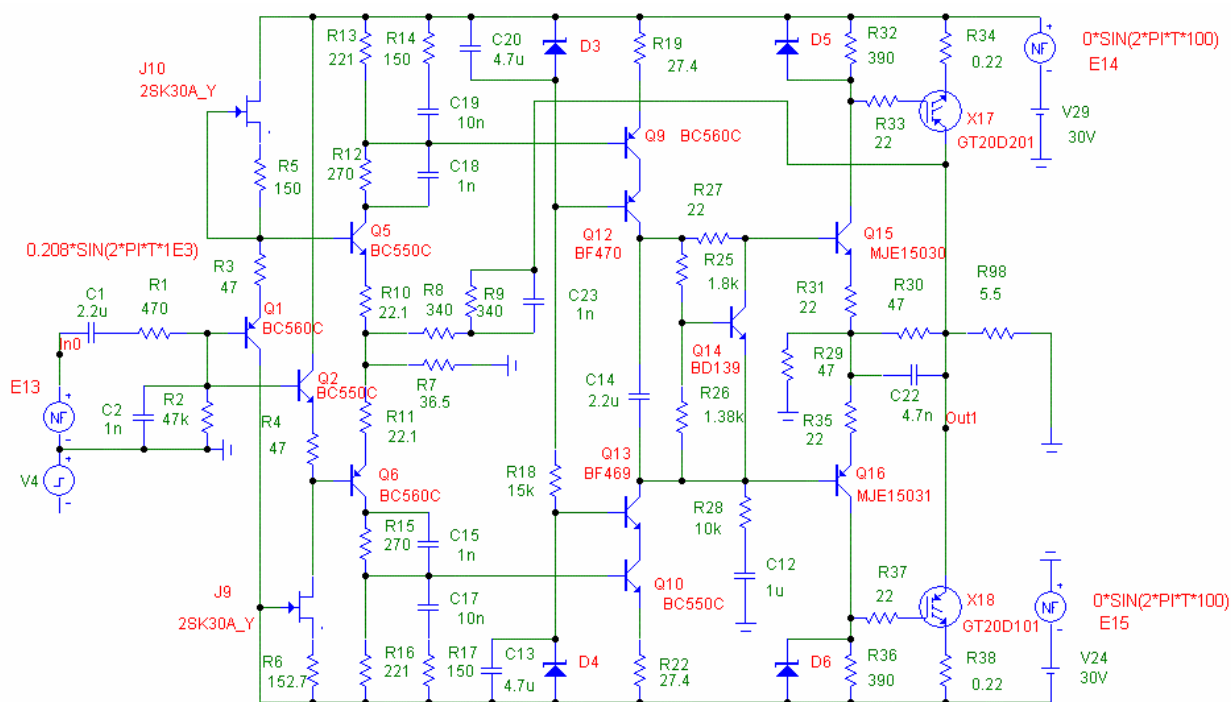 R13
221
R14
150
C20
4.7u
D3
R19
27.4
D5
R32
390
R34
0.22
NF
0*SIN(2*PI*T*100)
E14
J10
2SK30A_Y
C19
10n
R33
22
X17
GT20D201
V29
30V
R5
150
R12
270
C18
1n
Q9
BC560C
R27
22
0.208*SIN(2*PI*T*1E3)
Q5
BC550C
Q12
BF470
Q15
MJE15030
C1
2.2u
R1
470
R3
47
Q1
BC560C
R10
22.1
R8
340
R9
340
C23
1n
R25
1.8k
R31
22
R30
47
R98
5.5
In0
E13
NF
Q2
BC550C
R7
36.5
C14
2.2u
Q14
BD139
R29
47
C22
4.7n
C2
1n
R2
47k
R4
47
R11
22.1
R26
1.38k
R35
22
Out1
V4
Q6
BC560C
R18
15k
Q13
BF469
Q16
MJE15031
R15
270
C15
1n
R28
10k
J9
2SK30A_Y
C17
10n
Q10
BC550C
C12
1u
R37
22
X18
GT20D101
NF
0*SIN(2*PI*T*100)
E15
R6
152.7
R16
221
R17
150
C13
4.7u
D4
R22
27.4
D6
R36
390
R38
0.22
V24
30V